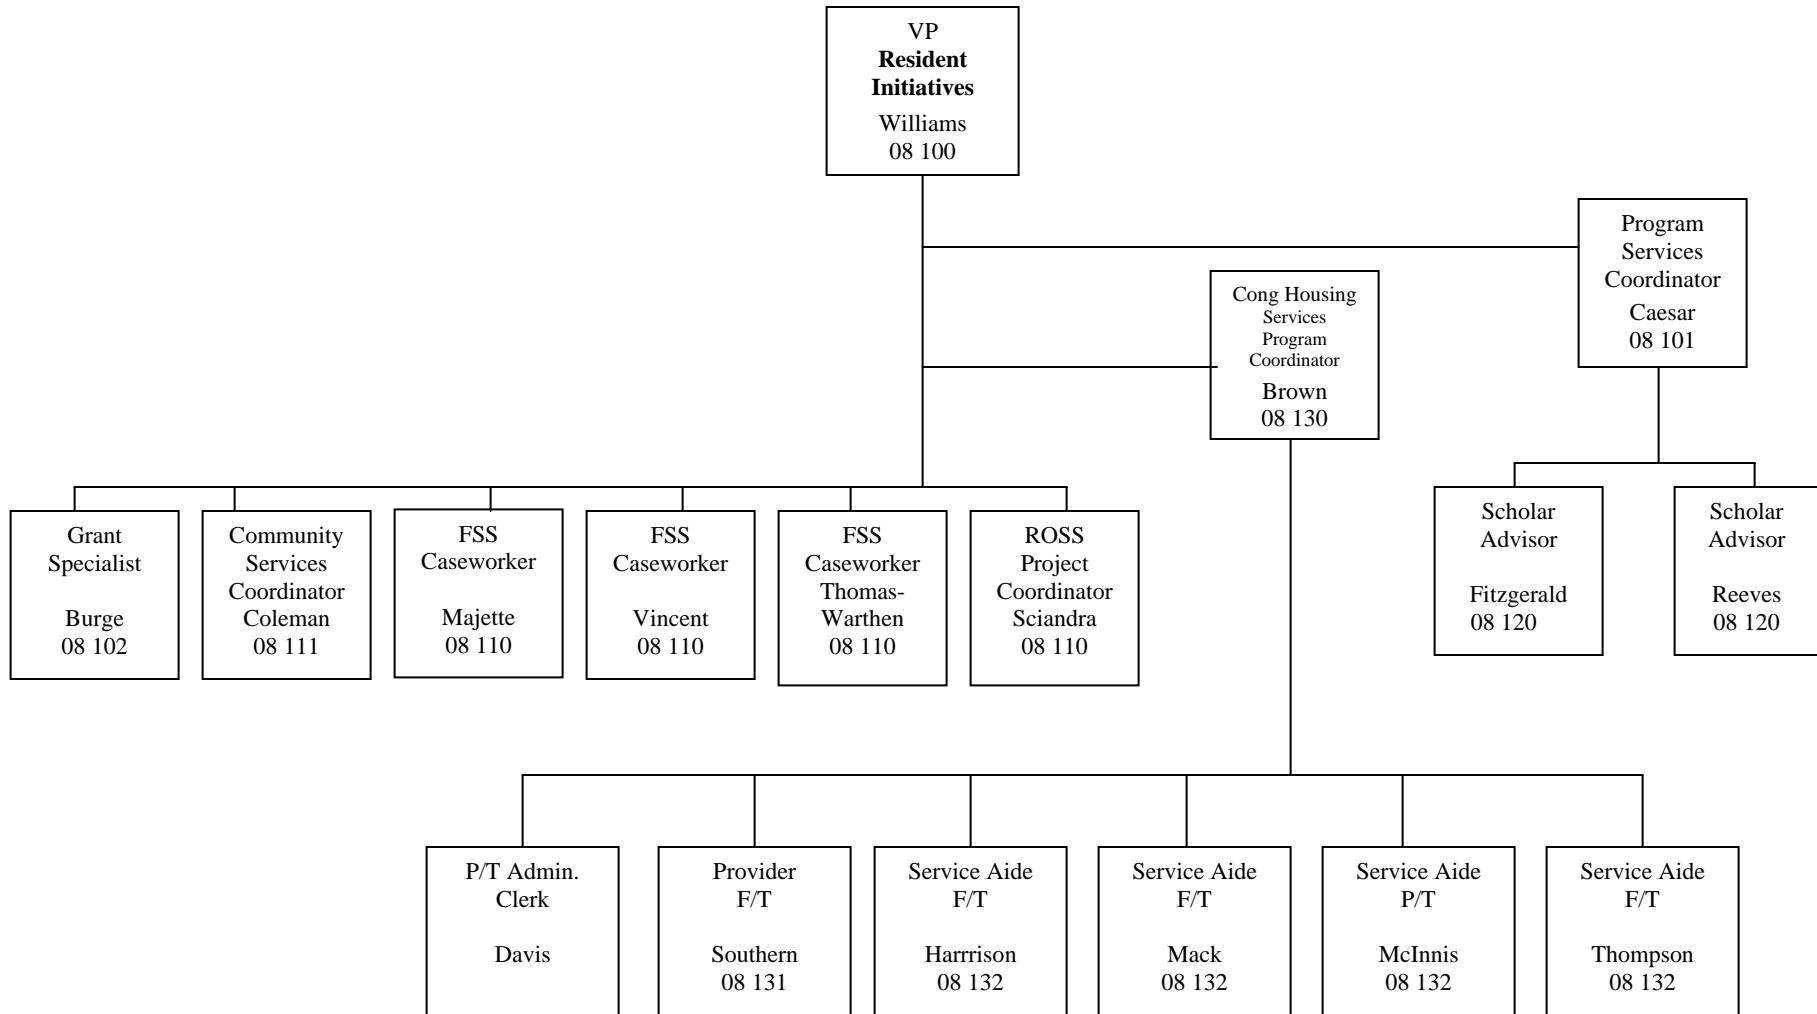 VP
Resident
Initiatives
Williams
08 100
Program
Services
Coordinator
Caesar
08 101
Cong Housing
Services
Program
Coordinator
Brown
08 130
Grant
Specialist
Burge
08 102
Community
Services
Coordinator
Coleman
08 111
FSS
Caseworker
Majette
08 110
FSS
Caseworker
Vincent
08 110
FSS
Caseworker
Thomas-
Warthen
08 110
ROSS
Project
Coordinator
Sciandra
08 110
Scholar
Advisor
Fitzgerald
08 120
Scholar
Advisor
Reeves
08 120
P/T Admin.
Clerk
Davis
Provider
F/T
Southern
08 131
Service Aide
F/T
Harrrison
08 132
Service Aide
F/T
Mack
08 132
Service Aide
P/T
McInnis
08 132
Service Aide
F/T
Thompson
08 132